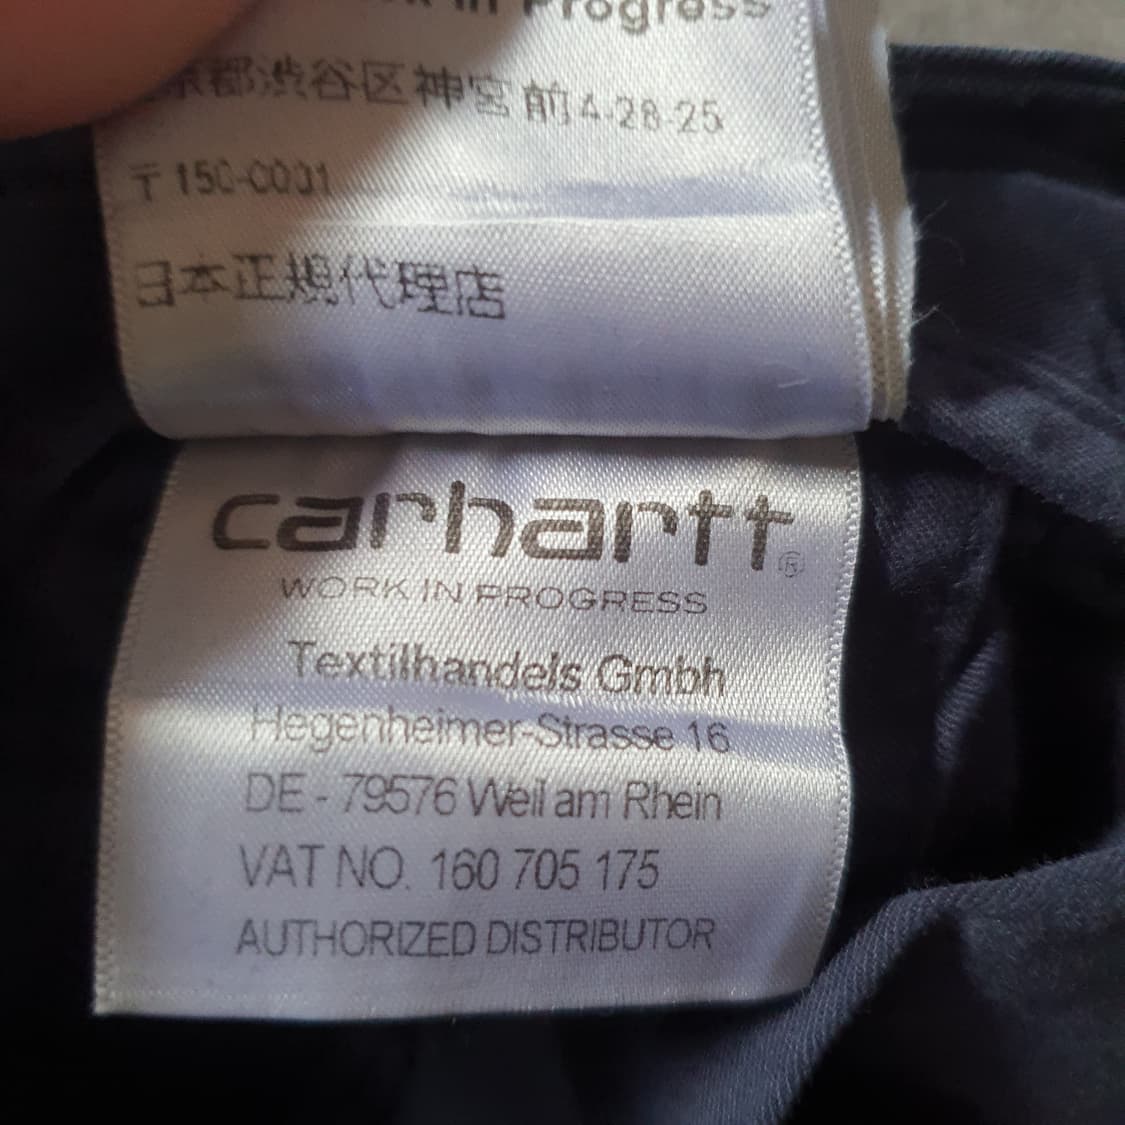 in Progress
京都渋谷区神宮前4-28-25
〒150-0001
日本正規代理店
carhartt®
WORK IN PROGRESS
Textilhandels Gmbh
Hegenheimer-Strasse 16
DE - 79576 Weil am Rhein
VAT NO. 160 705 175
AUTHORIZED DISTRIBUTOR